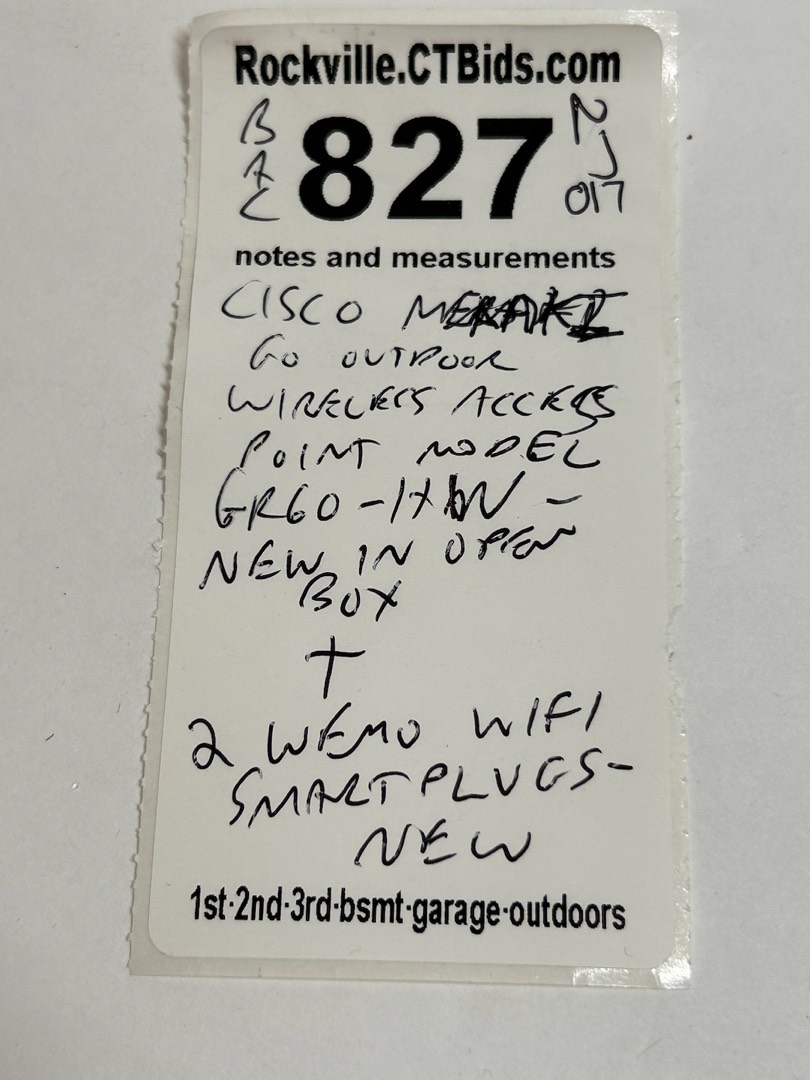 Rockville.CTBids.com
BAC 827 NJ 017
notes and measurements
CISCO MERAKI
GO OUTDOOR
WIRELESS ACCESS
POINT MODEL
GR60-HW-
NEW IN OPEN
BOX
+
2 WEMO WIFI
SMART PLUGS-
NEW
1st·2nd·3rd·bsmt·garage·outdoors